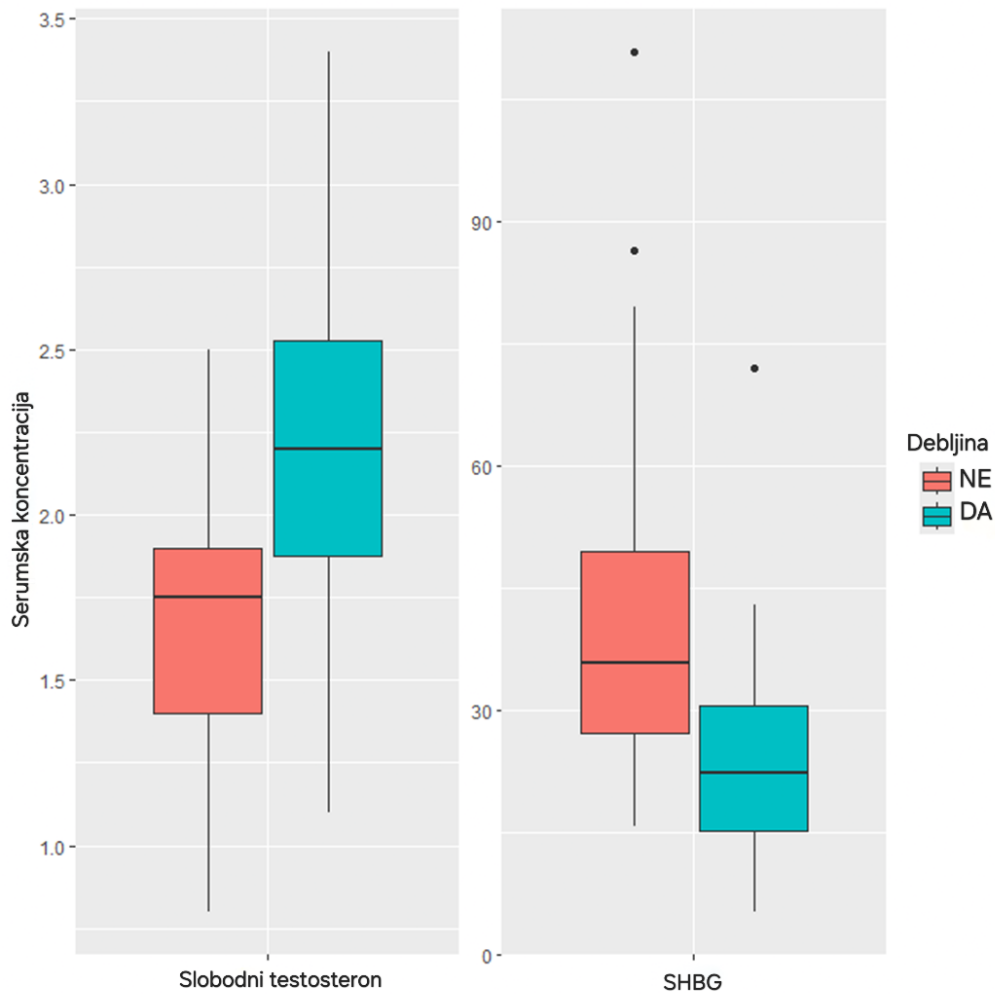 Serumska koncentracija
3.5
3.0
2.5
2.0
1.5
1.0
Slobodni testosteron
90
60
30
0
SHBG
Debljina
NE
DA